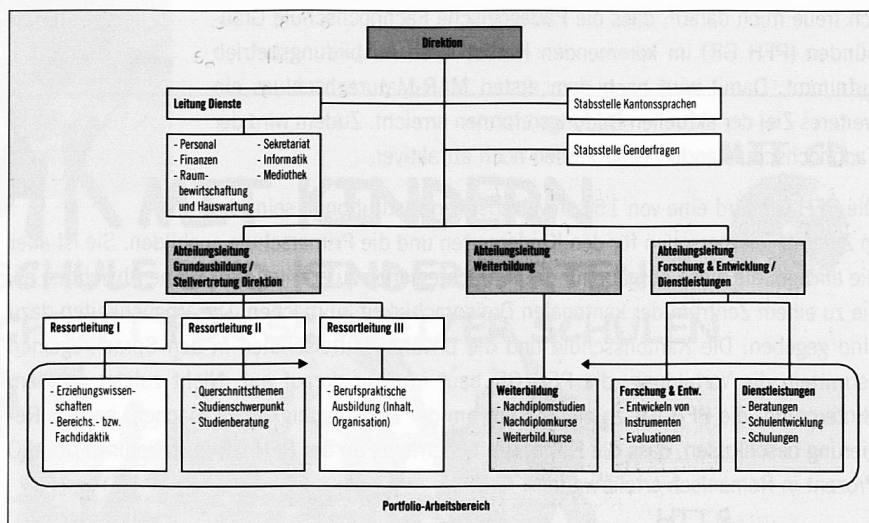 Direktion
Leitung Dienste
- Personal
- Finanzen
- Raum-
bewirtschaftung
und Hauswartung
- Sekretariat
- Informatik
- Mediothek
Stabsstelle Kantonssprachen
Stabsstelle Genderfragen
Abteilungsleitung
Grundausbildung /
Stellvertretung Direktion
Abteilungsleitung
Weiterbildung
Abteilungsleitung
Forschung & Entwicklung /
Dienstleistungen
Ressortleitung I
Ressortleitung II
Ressortleitung III
- Erziehungswissen-
schaften
- Bereichs.- bzw.
Fachdidaktik
- Querschnittsthemen
- Studienschwerpunkt
- Studienberatung
- Berufspraktische
Ausbildung (Inhalt,
Organisation)
Weiterbildung
- Nachdiplomstudien
- Nachdiplomkurse
- Weiterbild.kurse
Forschung & Entw.
- Entwickeln von
Instrumenten
- Evaluationen
Dienstleistungen
- Beratungen
- Schulentwicklung
- Schulungen
Portfolio-Arbeitsbereich